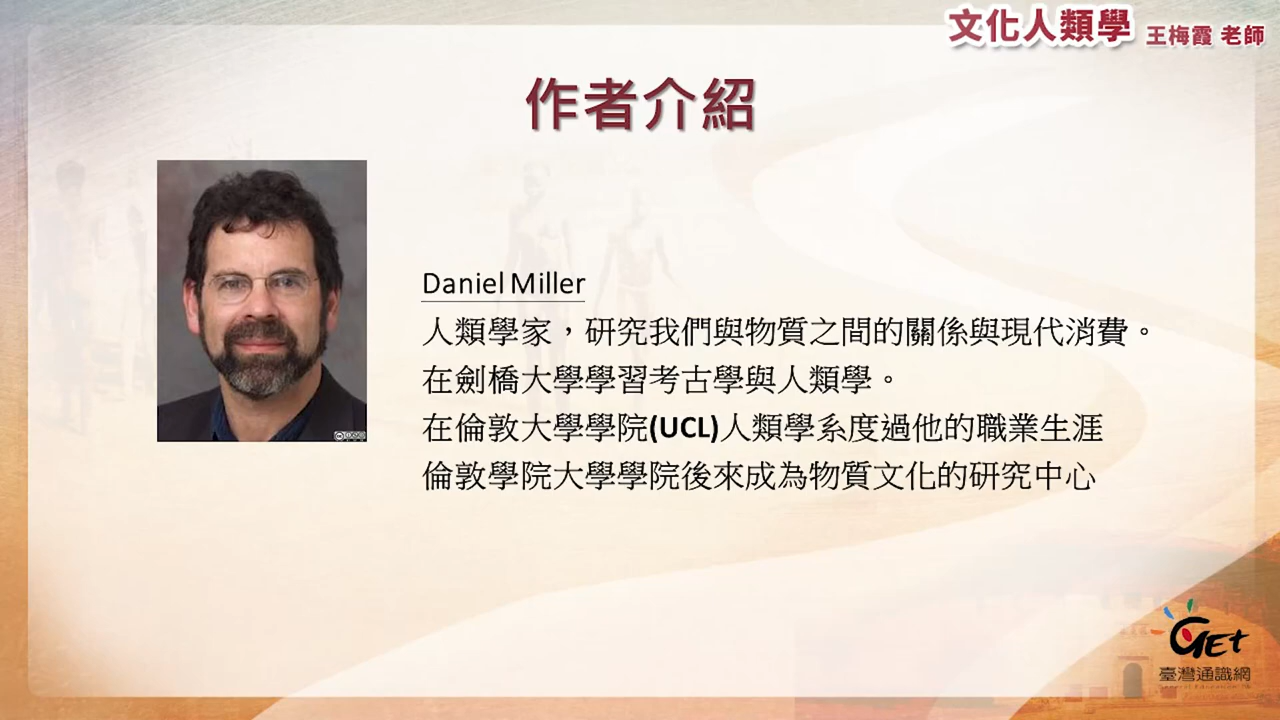 文化人類學 王梅霞 老師
作者介紹
Daniel Miller
人類學家，研究我們與物質之間的關係與現代消費。
在劍橋大學學習考古學與人類學。
在倫敦大學學院(UCL)人類學系度過他的職業生涯
倫敦學院大學學院後來成為物質文化的研究中心
GEt
臺灣通識網